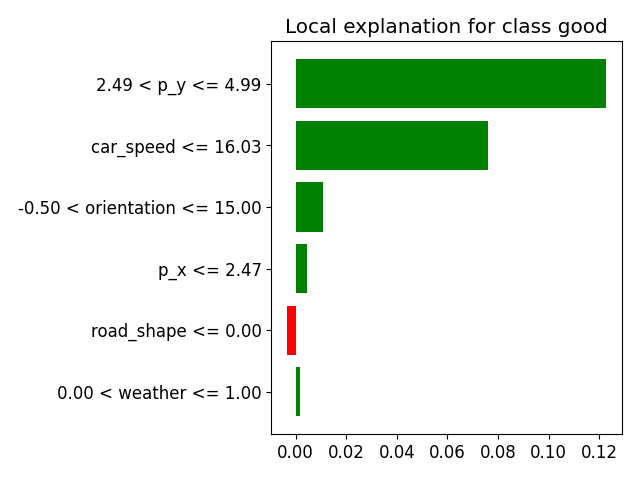 Local explanation for class good
2.49 < p_y <= 4.99
car_speed <= 16.03
-0.50 < orientation <= 15.00
p_x <= 2.47
road_shape <= 0.00
0.00 < weather <= 1.00
0.00 0.02 0.04 0.06 0.08 0.10 0.12